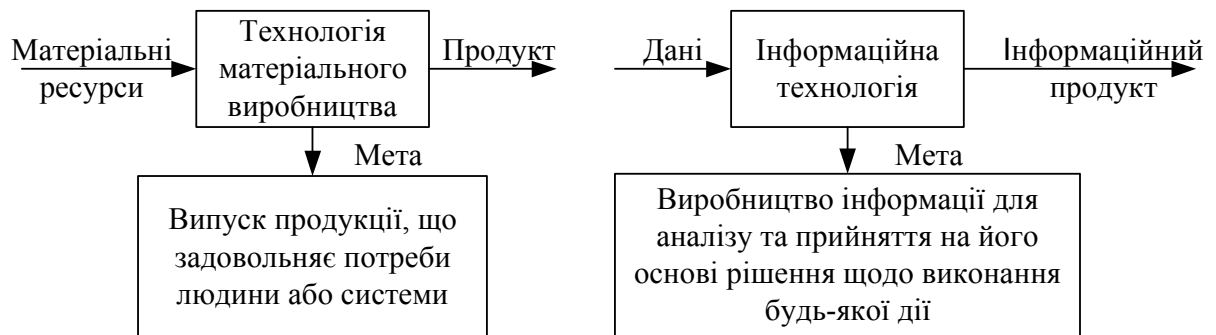 Матеріальні
ресурси
Технологія
матеріального
виробництва
Продукт
Мета
Випуск продукції, що
задовольняє потреби
людини або системи
Дані
Інформаційна
технологія
Інформаційний
продукт
Мета
Виробництво інформації для
аналізу та прийняття на його
основі рішення щодо виконання
будь-якої дії